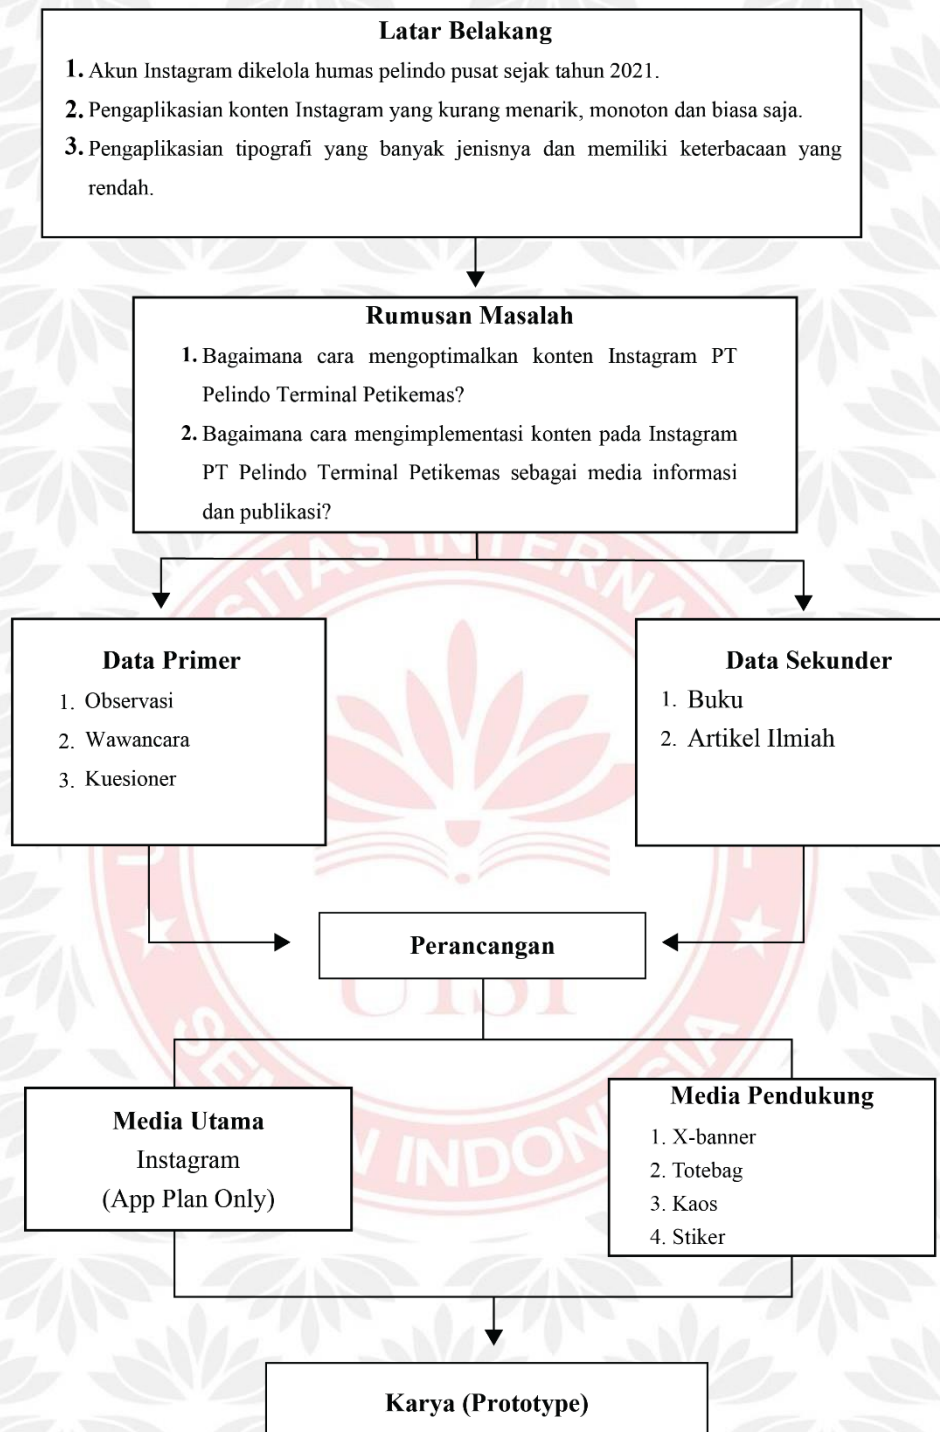 Latar Belakang
1. Akun Instagram dikelola humas pelindo pusat sejak tahun 2021.
2. Pengaplikasian konten Instagram yang kurang menarik, monoton dan biasa saja.
3. Pengaplikasian tipografi yang banyak jenisnya dan memiliki keterbacaan yang
rendah.
Rumusan Masalah
1. Bagaimana cara mengoptimalkan konten Instagram PT
Pelindo Terminal Petikemas?
2. Bagaimana cara mengimplementasi konten pada Instagram
PT Pelindo Terminal Petikemas sebagai media informasi
dan publikasi?
Data Primer
1. Observasi
2. Wawancara
3. Kuesioner
Data Sekunder
1. Buku
2. Artikel Ilmiah
Perancangan
UISI
Media Utama
Instagram
(App Plan Only)
Media Pendukung
1. X-banner
2. Totebag
3. Kaos
4. Stiker
INDON
Karya (Prototype)